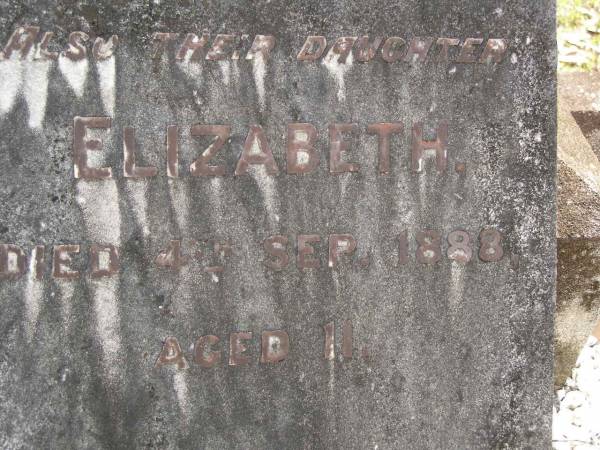 Also their daughter
ELIZABETH.
DIED 4TH SEP. 1888,
AGED 11.